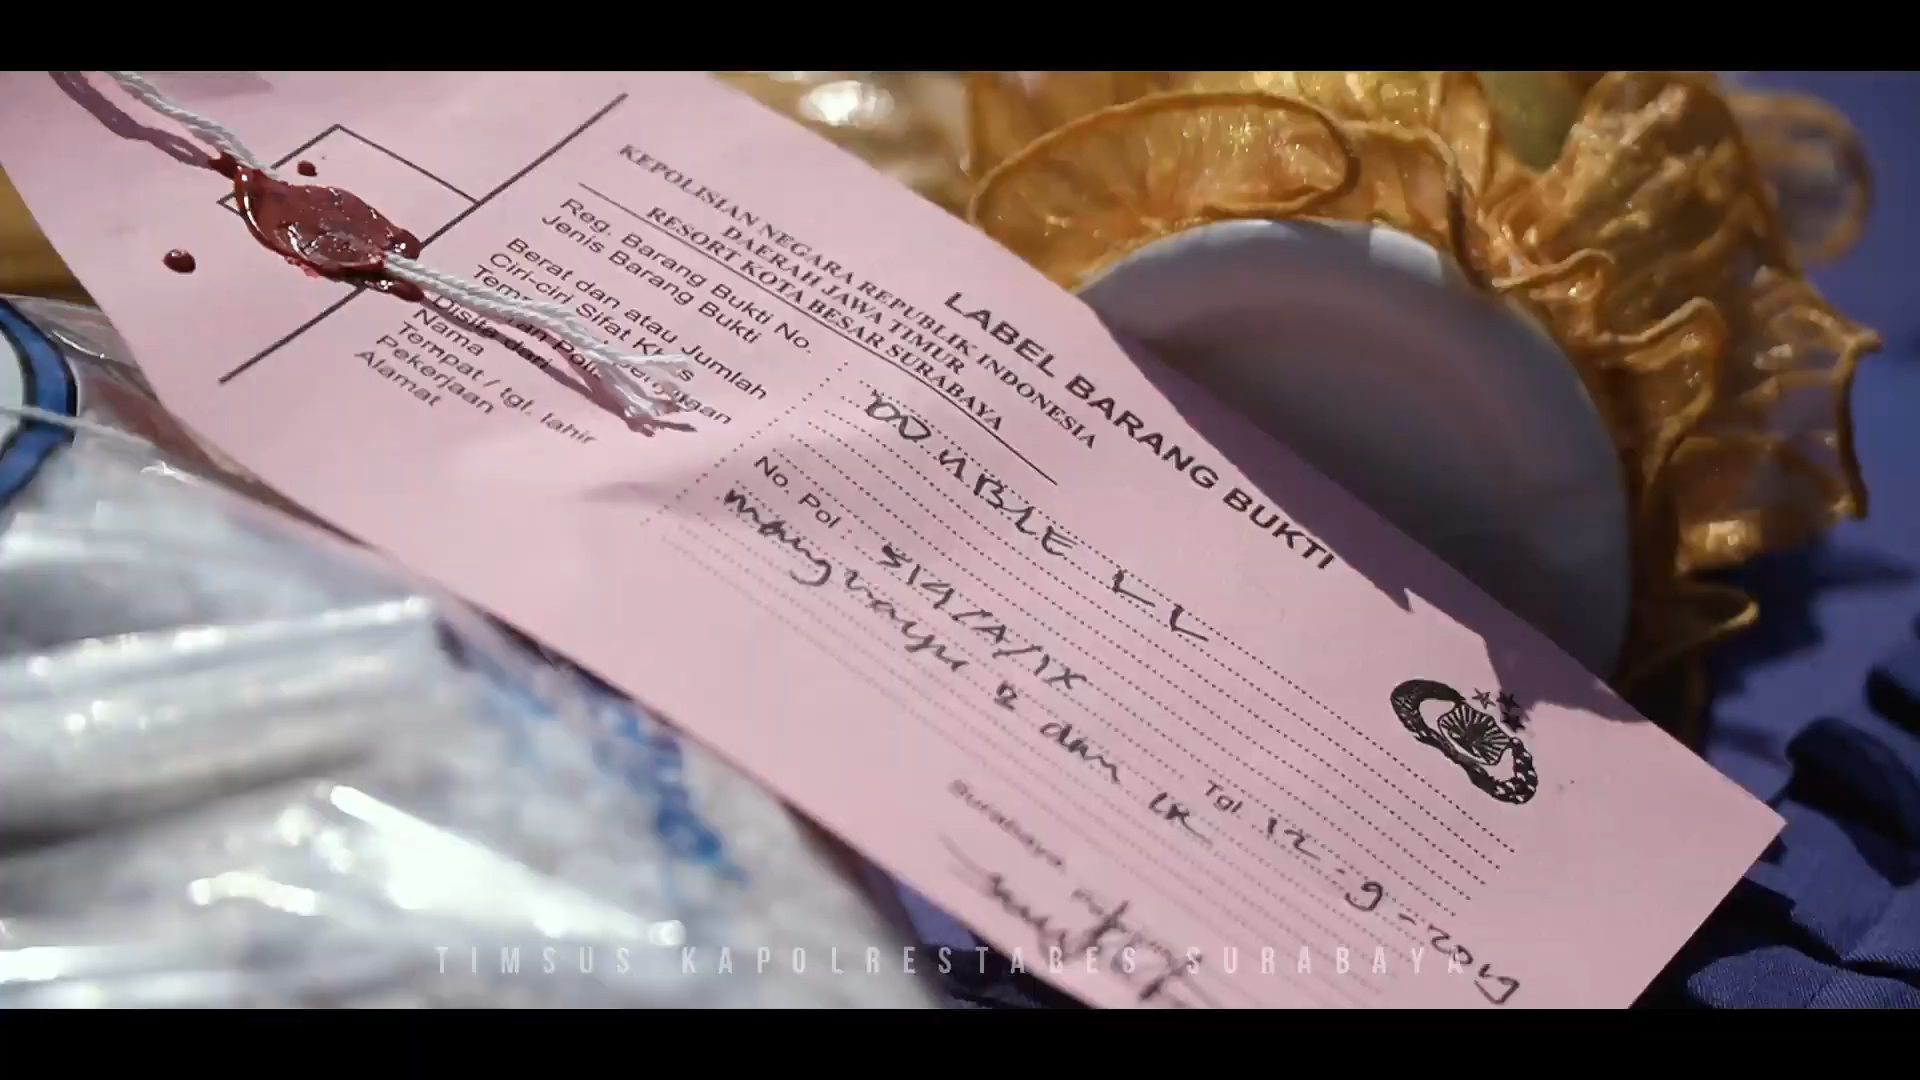 LABEL BARANG BUKTI
KEPOLISIAN NEGARA REPUBLIK INDONESIA
DAERAH JAWA TIMUR
RESORT KOTA BESAR SURABAYA
Reg. Barang Bukti No.
Jenis Barang Bukti
DOUBLE LL
Berat dan atau Jumlah
Ciri-ciri Sifat
Disita dari
Nama
Tempat / tgl. lahir
Pekerjaan
Alamat
No. Pol
Tgl 12-9-2019
Surabaya
TIMSUS KAPOLRESTABES SURABAYA